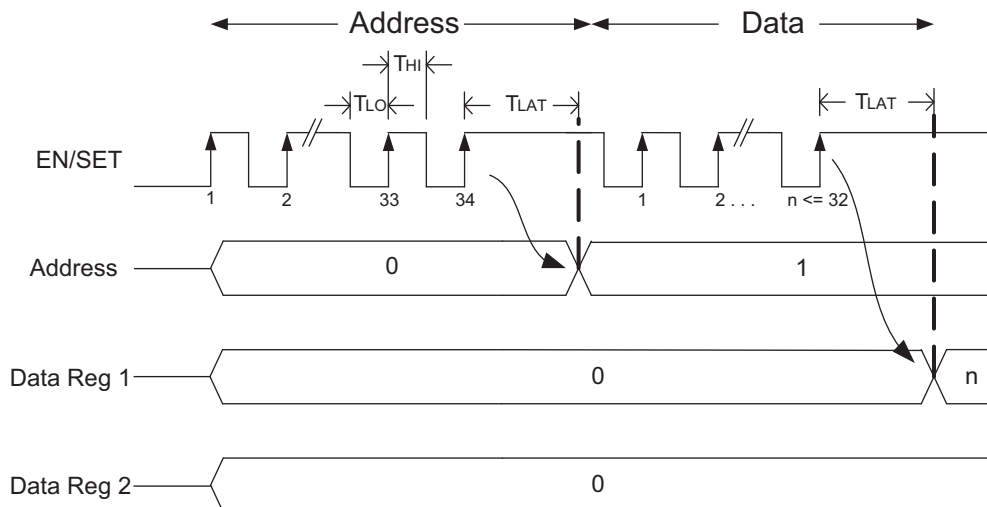 Address Data
THI
TLO TLAT TLAT
EN/SET
1 2 33 34 1 2 . . . n <= 32
Address 0 1
Data Reg 1 0 n
Data Reg 2 0